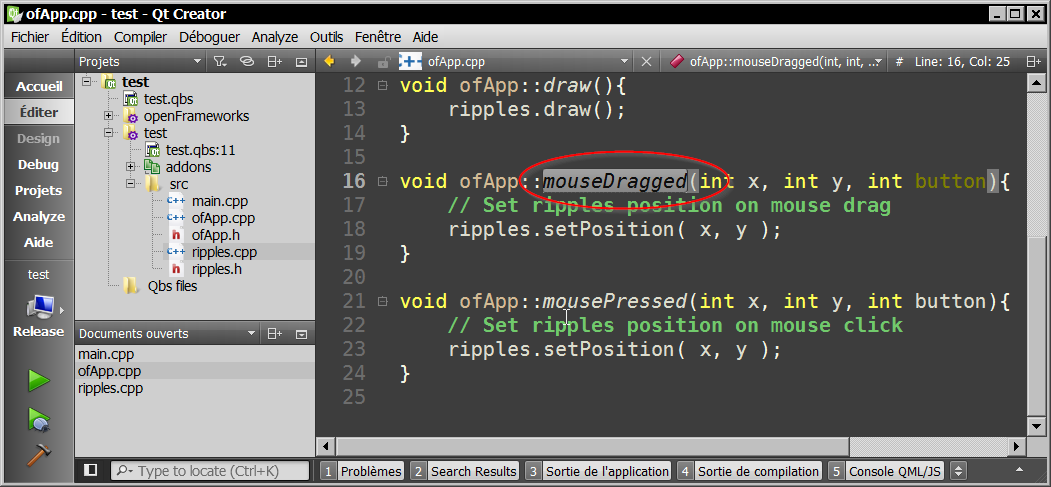 ofApp.cpp - test - Qt Creator
Fichier Édition Compiler Déboguer Analyze Outils Fenêtre Aide
Projets
ofApp.cpp
ofApp::mouseDragged(int, int, ...
# Line: 16, Col: 25
Accueil
Éditer
Design
Debug
Projets
Analyze
Aide
test
Release
test
test.qbs
openFrameworks
test
test.qbs:11
addons
src
main.cpp
ofApp.cpp
ofApp.h
ripples.cpp
ripples.h
Qbs files
Documents ouverts
main.cpp
ofApp.cpp
ripples.cpp
12 void ofApp::draw(){
13 ripples.draw();
14 }
15
16 void ofApp::mouseDragged(int x, int y, int button){
17 // Set ripples position on mouse drag
18 ripples.setPosition( x, y );
19 }
20
21 void ofApp::mousePressed(int x, int y, int button){
22 // Set ripples position on mouse click
23 ripples.setPosition( x, y );
24 }
25
Type to locate (Ctrl+K)
1 Problèmes 2 Search Results 3 Sortie de l'application 4 Sortie de compilation 5 Console QML/JS